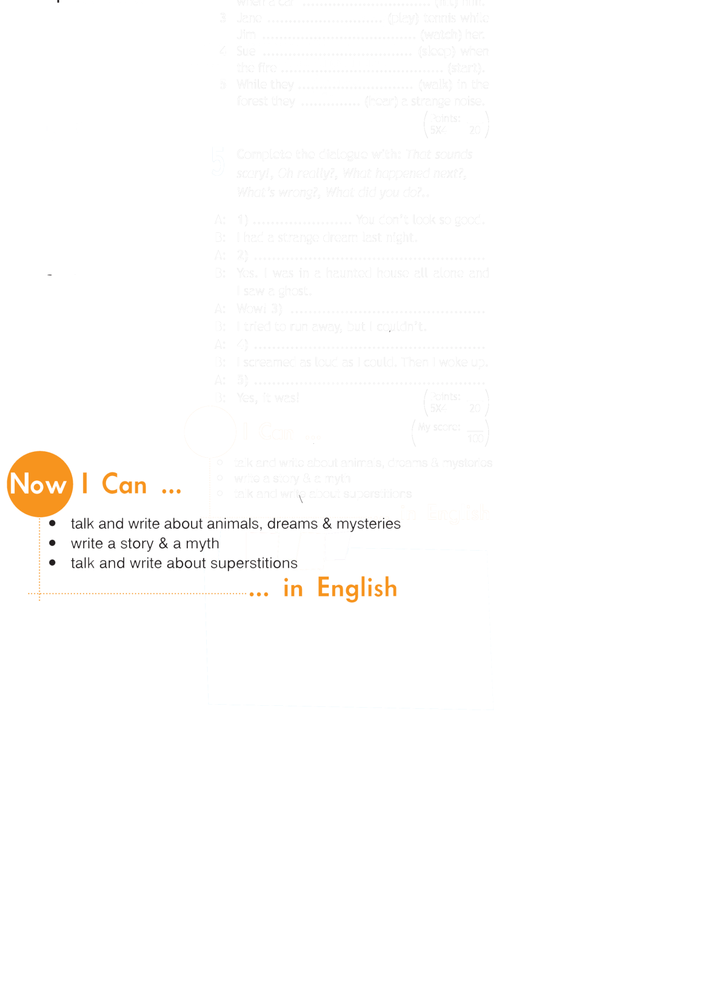 when a car .............................. (hit) him.
3 Jane ........................... (play) tennis while
Jim .................................... (watch) her.
4 Sue ................................... (sleep) when
the fire ...................................... (start).
5 While they ........................... (walk) in the
forest they .............. (hear) a strange noise.
(Points: 
5X4 20)
5 Complete the dialogue with: That sounds
scary!, Oh really?, What happened next?,
What's wrong?, What did you do?..
A: 1) ...................... You don't look so good.
B: I had a strange dream last night.
A: 2) ...................................................
B: Yes. I was in a haunted house all alone and
I saw a ghost.
A: Wow! 3) ...........................................
B: I tried to run away, but I couldn't.
A: 4) ...................................................
B: I screamed as loud as I could. Then I woke up.
A: 5) ...................................................
B: Yes, it was!
(Points: 
5X4 20)
(My score: ___
100)
I Can ...
• talk and write about animals, dreams & mysteries
• write a story & a myth
• talk and write about superstitions
in English
Now I Can ...
• talk and write about animals, dreams & mysteries
• write a story & a myth
• talk and write about superstitions
... in English